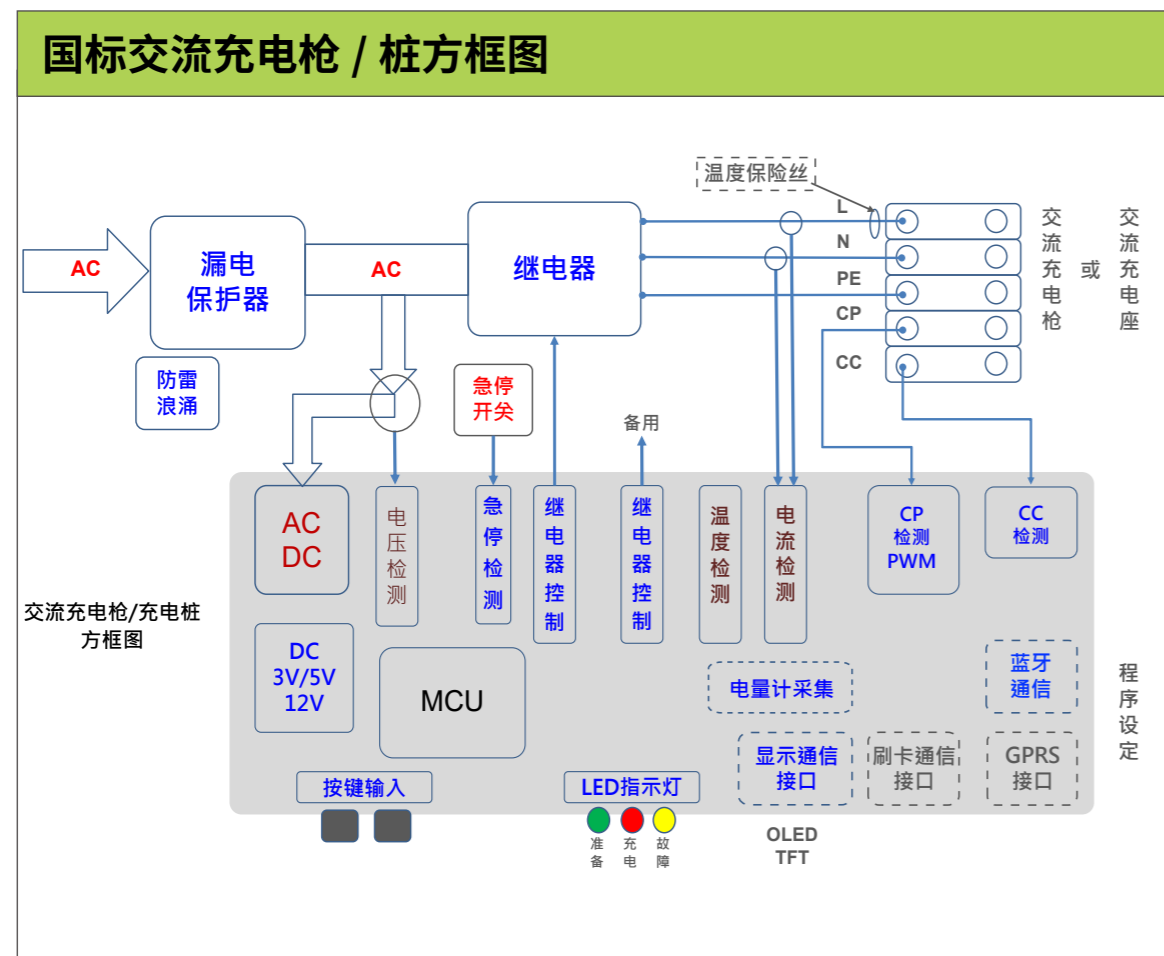 国标交流充电枪 / 桩方框图
温度保险丝
AC
漏电
保护器
AC
继电器
L
N
PE
CP
CC
交流充电枪
或
交流充电座
防雷
浪涌
急停
开关
备用
AC
DC
电压检测
急停检测
继电器控制
继电器控制
温度检测
电流检测
CP
检测
PWM
CC
检测
交流充电枪/充电桩
方框图
DC
3V/5V
12V
MCU
电量计采集
蓝牙
通信
程序设定
显示通信
接口
刷卡通信
接口
GPRS
接口
按键输入
LED指示灯
准备
充电
故障
OLED
TFT